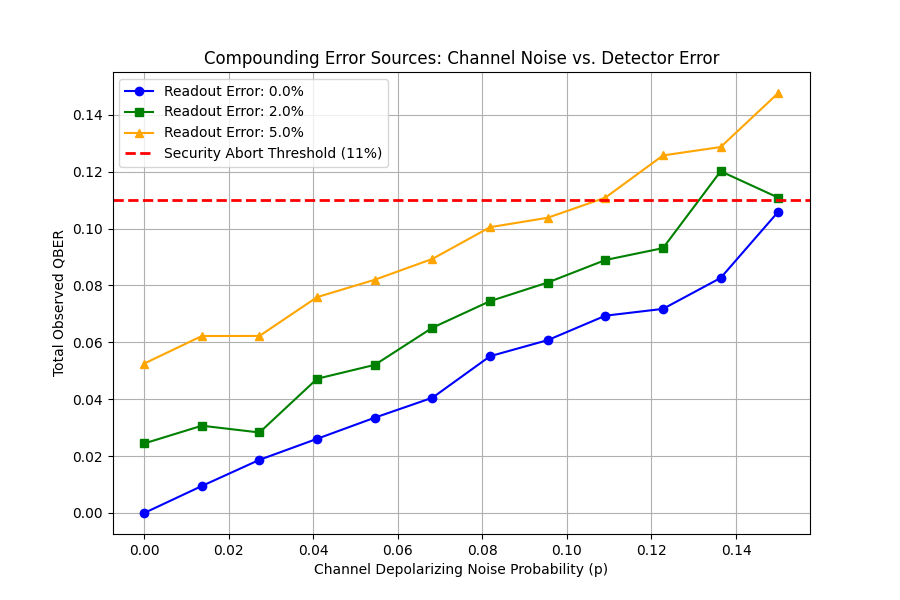 Compounding Error Sources: Channel Noise vs. Detector Error
Readout Error: 0.0%
Readout Error: 2.0%
Readout Error: 5.0%
Security Abort Threshold (11%)
Total Observed QBER
0.14
0.12
0.10
0.08
0.06
0.04
0.02
0.00
0.00 0.02 0.04 0.06 0.08 0.10 0.12 0.14
Channel Depolarizing Noise Probability (p)